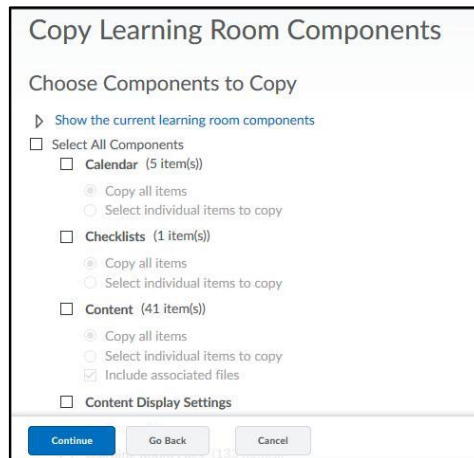 Copy Learning Room Components
Choose Components to Copy
Show the current learning room components
Select All Components
Calendar (5 item(s))
Copy all items
Select individual items to copy
Checklists (1 item(s))
Copy all items
Select individual items to copy
Content (41 item(s))
Copy all items
Select individual items to copy
Include associated files
Content Display Settings
Continue Go Back Cancel